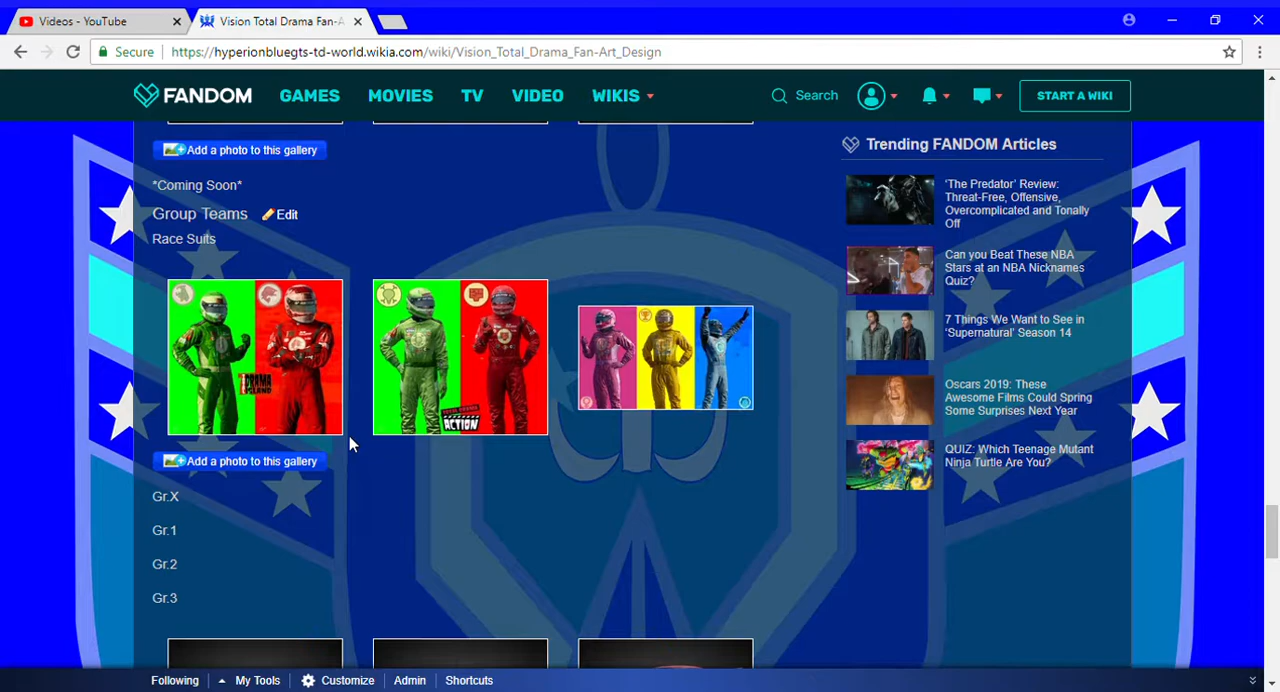 Videos - YouTube
Vision Total Drama Fan-A
Secure
https://hyperionbluegts-td-world.wikia.com/wiki/Vision_Total_Drama_Fan-Art_Design
FANDOM GAMES MOVIES TV VIDEO WIKIS Search START A WIKI
Add a photo to this gallery
*Coming Soon*
Group Teams Edit
Race Suits
DRAMA
ISLAND
TOTAL DRAMA
ACTION
Add a photo to this gallery
Gr.X
Gr.1
Gr.2
Gr.3
Trending FANDOM Articles
‘The Predator’ Review:
Threat-Free, Offensive,
Overcomplicated and Tonally
Off
Can you Beat These NBA
Stars at an NBA Nicknames
Quiz?
7 Things We Want to See in
‘Supernatural’ Season 14
Oscars 2019: These
Awesome Films Could Spring
Some Surprises Next Year
QUIZ: Which Teenage Mutant
Ninja Turtle Are You?
Following My Tools Customize Admin Shortcuts